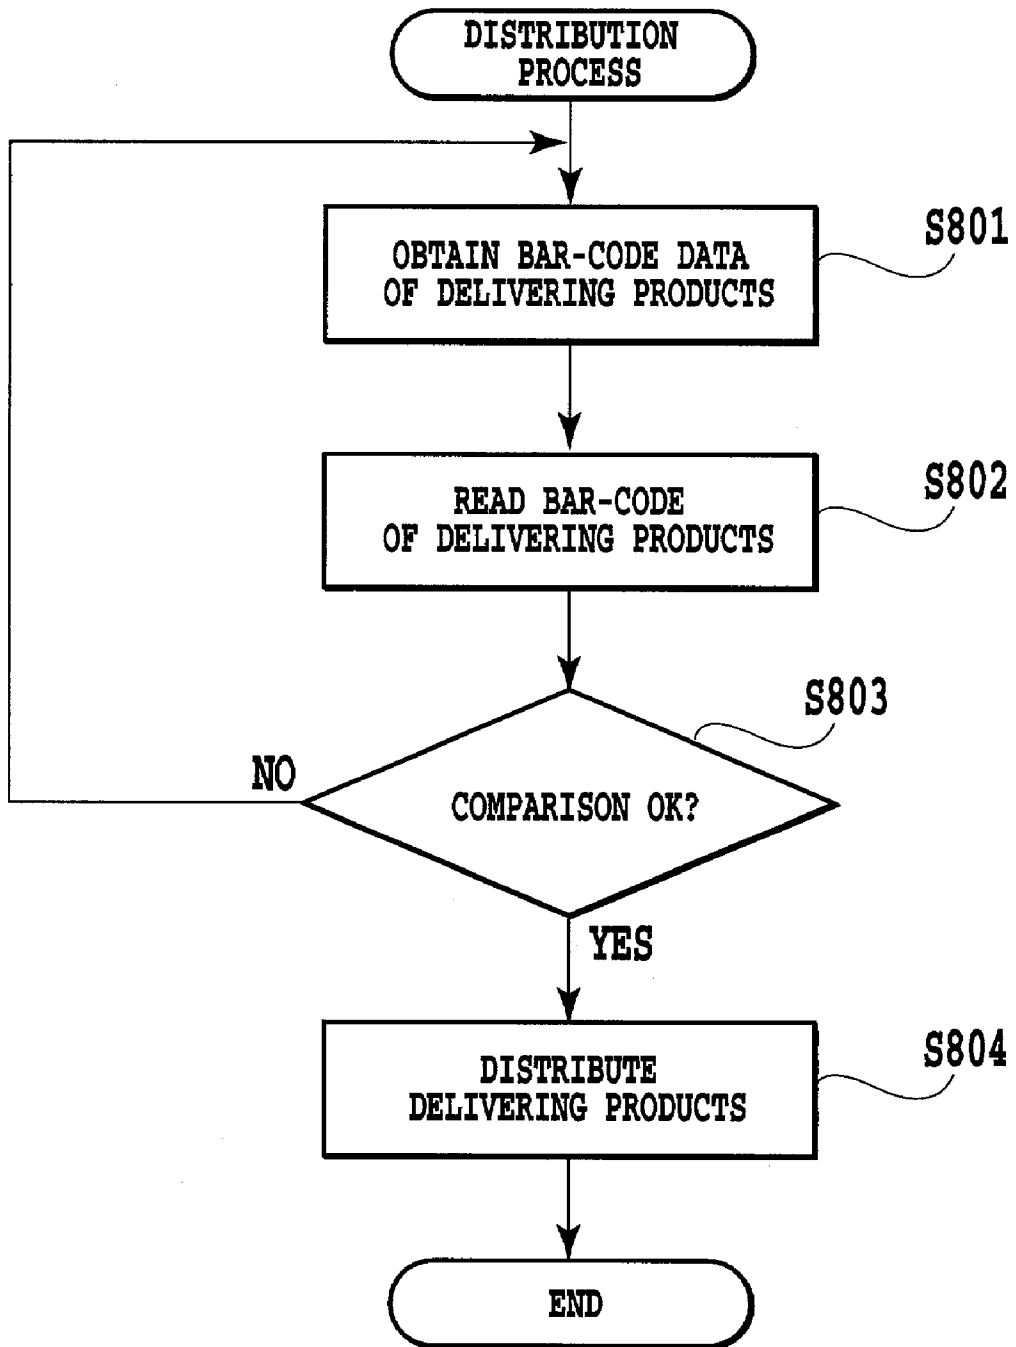 DISTRIBUTION
PROCESS
S801
OBTAIN BAR-CODE DATA
OF DELIVERING PRODUCTS
S802
READ BAR-CODE
OF DELIVERING PRODUCTS
S803
NO
COMPARISON OK?
YES
S804
DISTRIBUTE
DELIVERING PRODUCTS
END